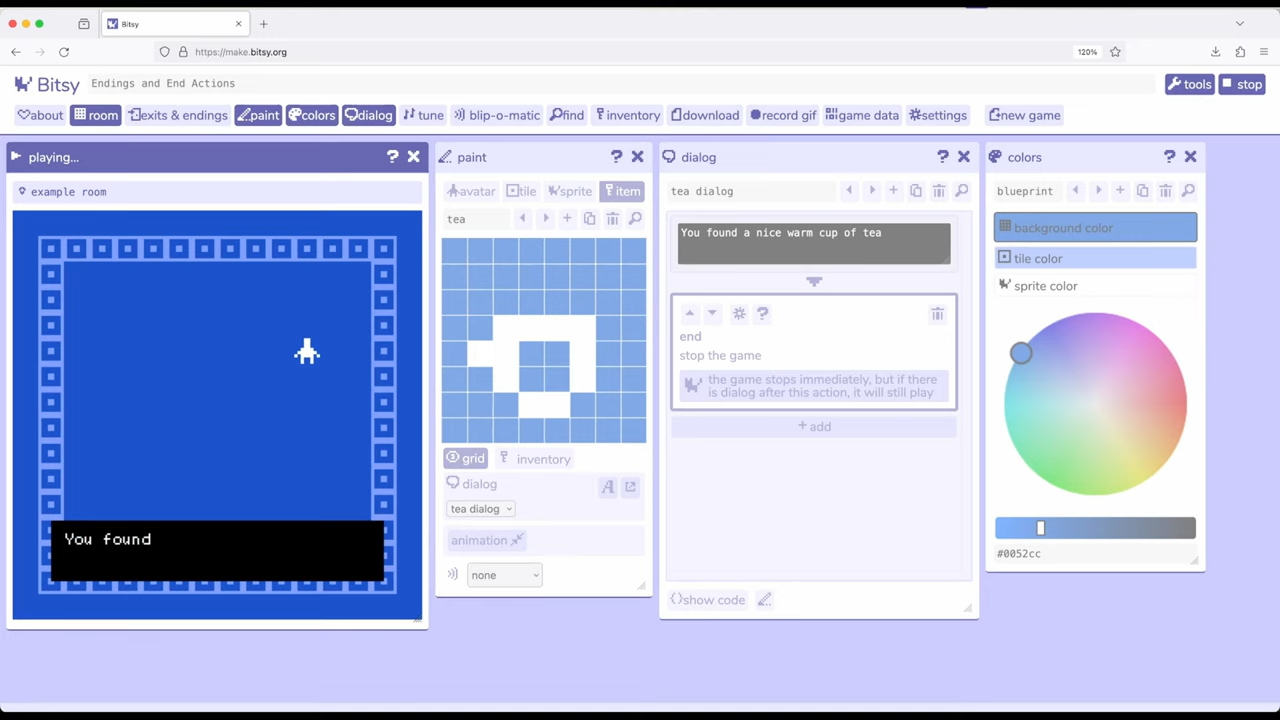 Bitsy
https://make.bitsy.org
120%
Bitsy
Endings and End Actions
tools
stop
about
room
exits & endings
paint
colors
dialog
tune
blip-o-matic
find
inventory
download
record gif
game data
settings
new game
playing...
?
example room
You found
paint
?
avatar
tile
sprite
item
tea
grid
inventory
dialog
A
tea dialog
animation
none
dialog
?
tea dialog
You found a nice warm cup of tea
?
end
stop the game
the game stops immediately, but if there
is dialog after this action, it will still play
+ add
show code
colors
?
blueprint
background color
tile color
sprite color
#0052cc